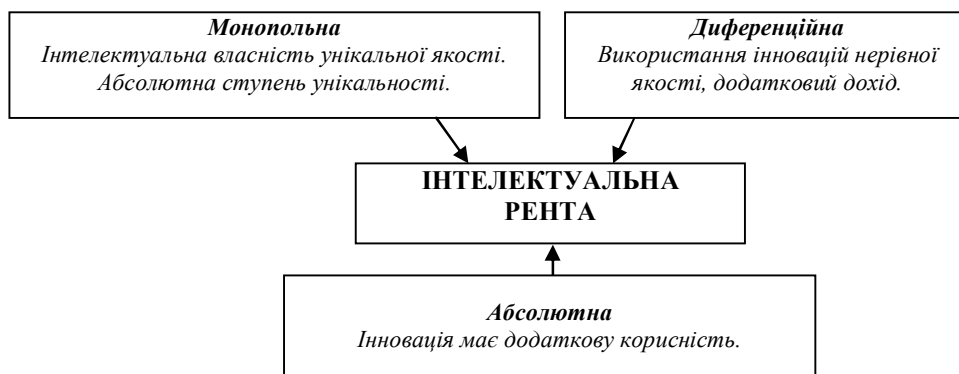 Монопольна
Інтелектуальна власність унікальної якості.
Абсолютна ступень унікальності.
Диференційна
Використання інновацій нерівної
якості, додатковий дохід.
ІНТЕЛЕКТУАЛЬНА
РЕНТА
Абсолютна
Інновація має додаткову корисність.